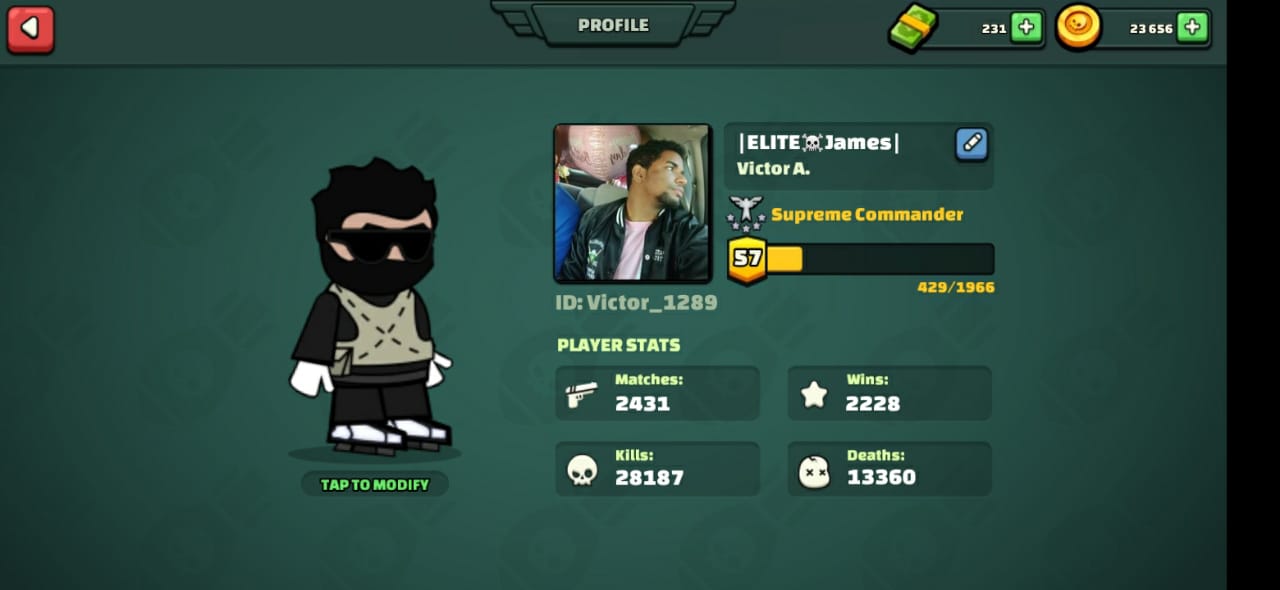 PROFILE
231
23 656
|ELITE☠James|
Victor A.
Supreme Commander
57
429/1966
ID: Victor_1289
PLAYER STATS
Matches:
2431
Wins:
2228
Kills:
28187
Deaths:
13360
TAP TO MODIFY